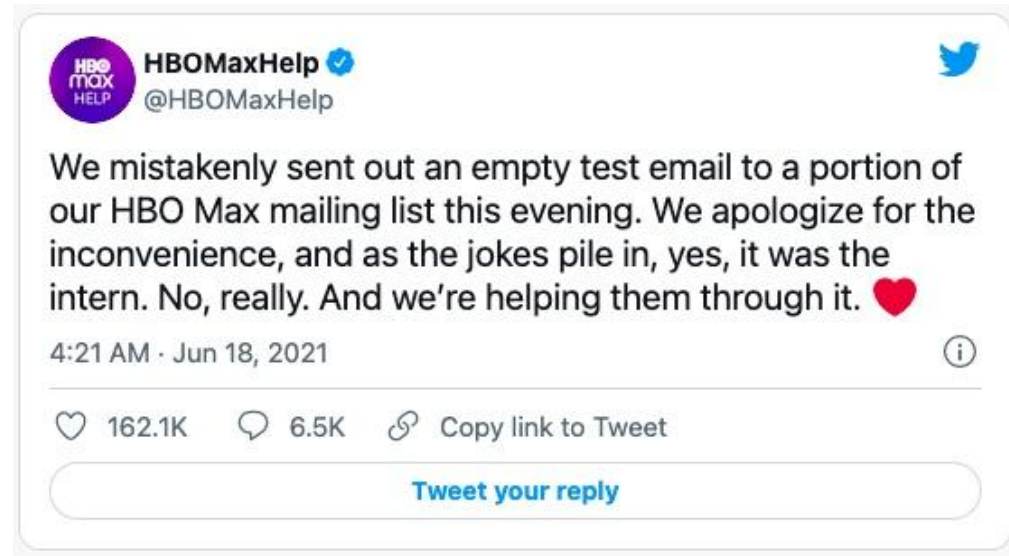 HBO
max
HELP
HBOMaxHelp
@HBOMaxHelp
We mistakenly sent out an empty test email to a portion of
our HBO Max mailing list this evening. We apologize for the
inconvenience, and as the jokes pile in, yes, it was the
intern. No, really. And we’re helping them through it. ❤️
4:21 AM · Jun 18, 2021
162.1K 6.5K Copy link to Tweet
Tweet your reply